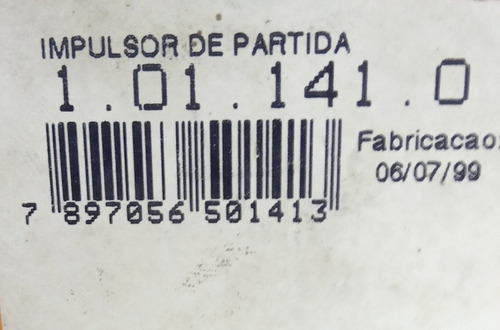 IMPULSOR DE PARTIDA
1.01.141.0
Fabricacao:
06/07/99
7 897056 501413